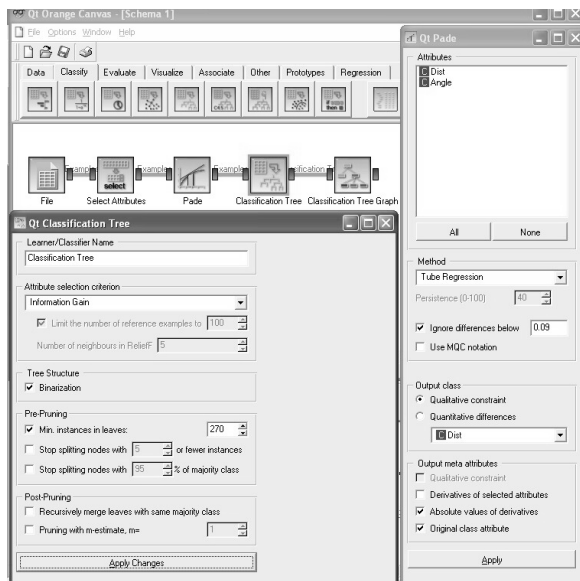 Qt Orange Canvas - [Schema 1]
File Options Window Help
Data Classify Evaluate Visualize Associate Other Prototypes Regression
File
Select Attributes
Pade
Classification Tree
Classification Tree Graph
select
Qt Classification Tree
Learner/Classifier Name
Classification Tree
Attribute selection criterion
Information Gain
Limit the number of reference examples to 100
Number of neighbours in ReliefF 5
Tree Structure
Binarization
Pre-Pruning
Min. instances in leaves: 270
Stop splitting nodes with 5 or fewer instances
Stop splitting nodes with 95 % of majority class
Post-Pruning
Recursively merge leaves with same majority class
Pruning with m-estimate, m= 1
Apply Changes
Qt Pade
Attributes
C Dist
C Angle
All None
Method
Tube Regression
Persistence (0-100) 40
Ignore differences below 0.09
Use MQC notation
Output class
Qualitative constraint
Quantitative differences
C Dist
Output meta attributes
Qualitative constraint
Derivatives of selected attributes
Absolute values of derivatives
Original class attribute
Apply